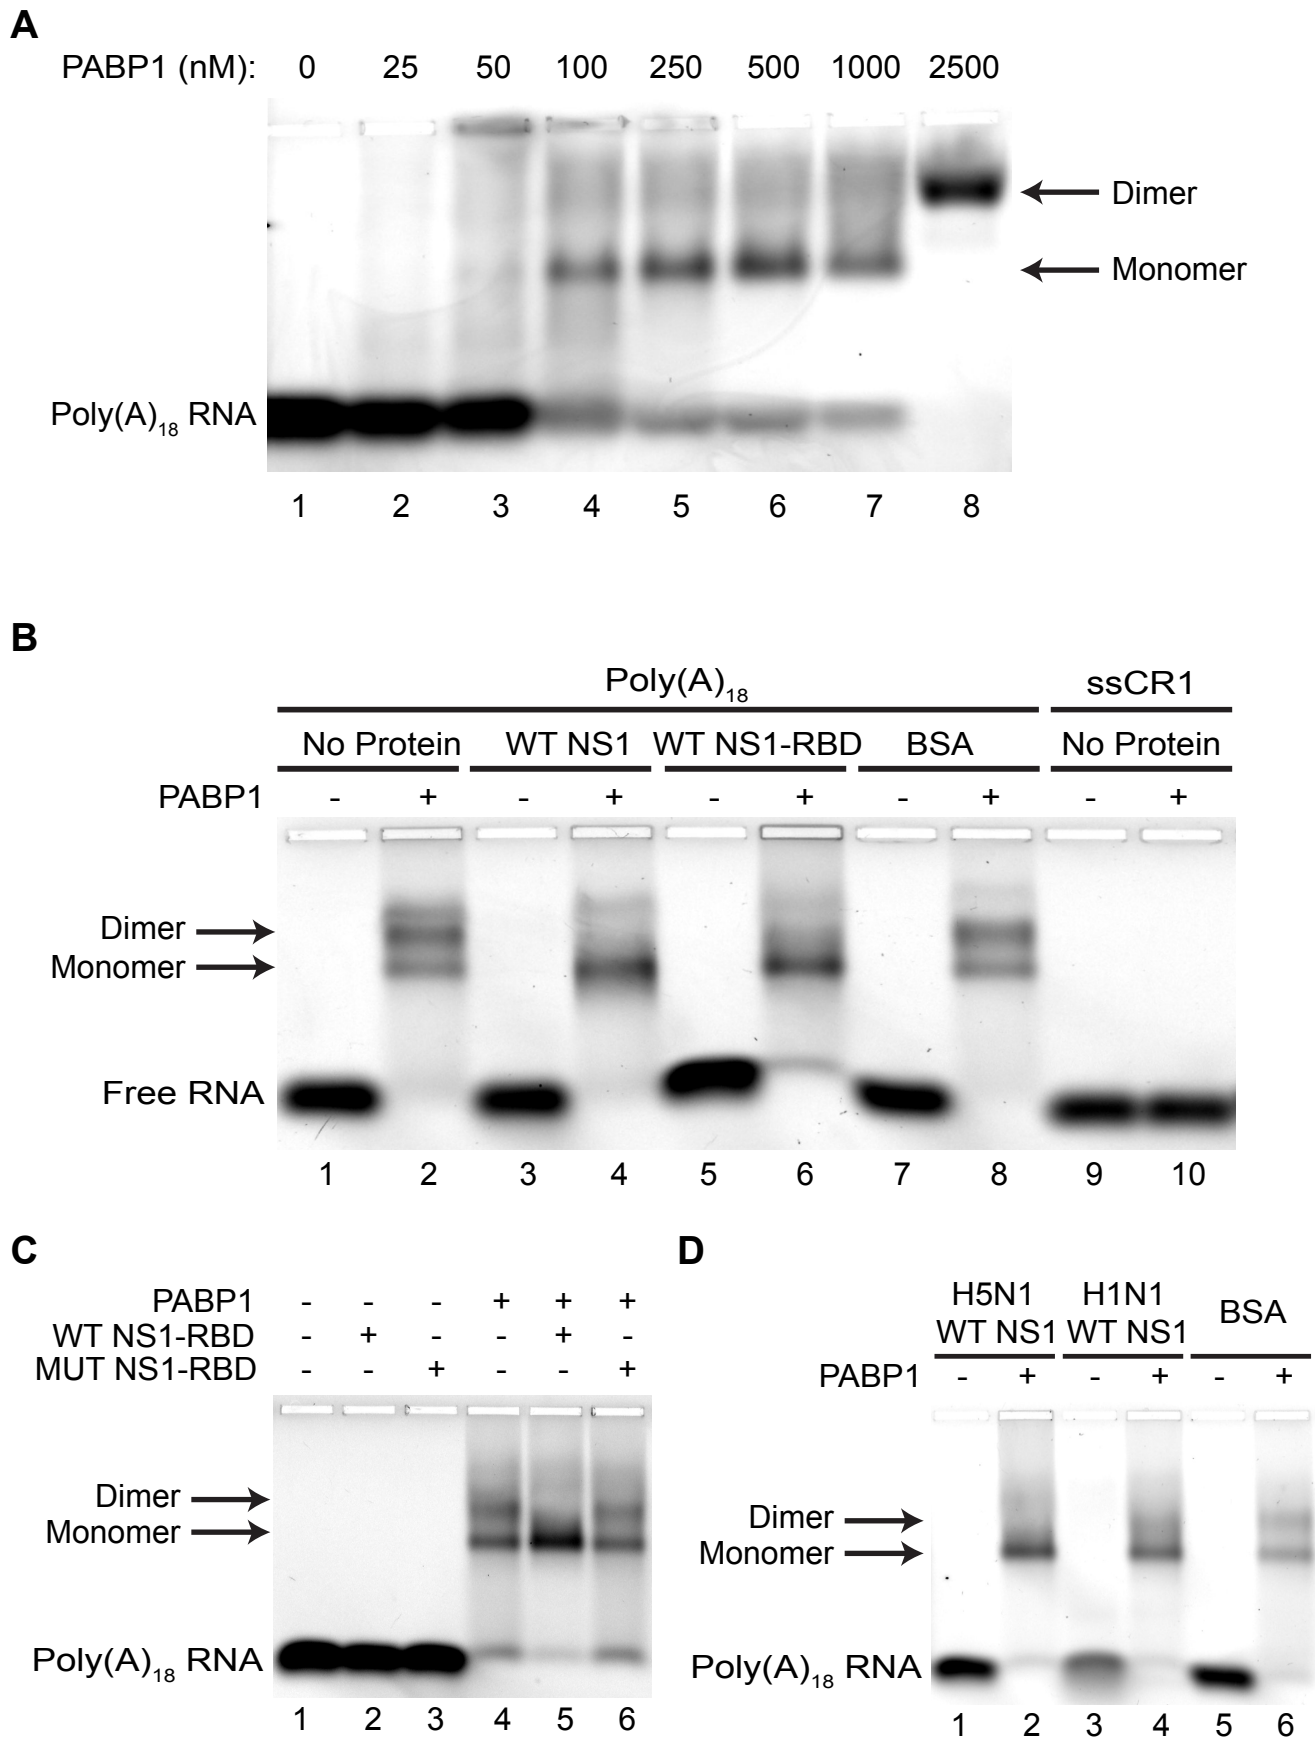 A
PABP1 (nM): 0 25 50 100 250 500 1000 2500
Dimer
Monomer
Poly(A)18 RNA
1 2 3 4 5 6 7 8
B
Poly(A)18 ssCR1
No Protein WT NS1 WT NS1-RBD BSA No Protein
PABP1 - + - + - + - + - +
Dimer
Monomer
Free RNA
1 2 3 4 5 6 7 8 9 10
C
PABP1 - - - + + +
WT NS1-RBD - + - - + -
MUT NS1-RBD - - + - - +
Dimer
Monomer
Poly(A)18 RNA
1 2 3 4 5 6
D
H5N1 H1N1 BSA
WT NS1 WT NS1
PABP1 - + - + - +
Dimer
Monomer
Poly(A)18 RNA
1 2 3 4 5 6